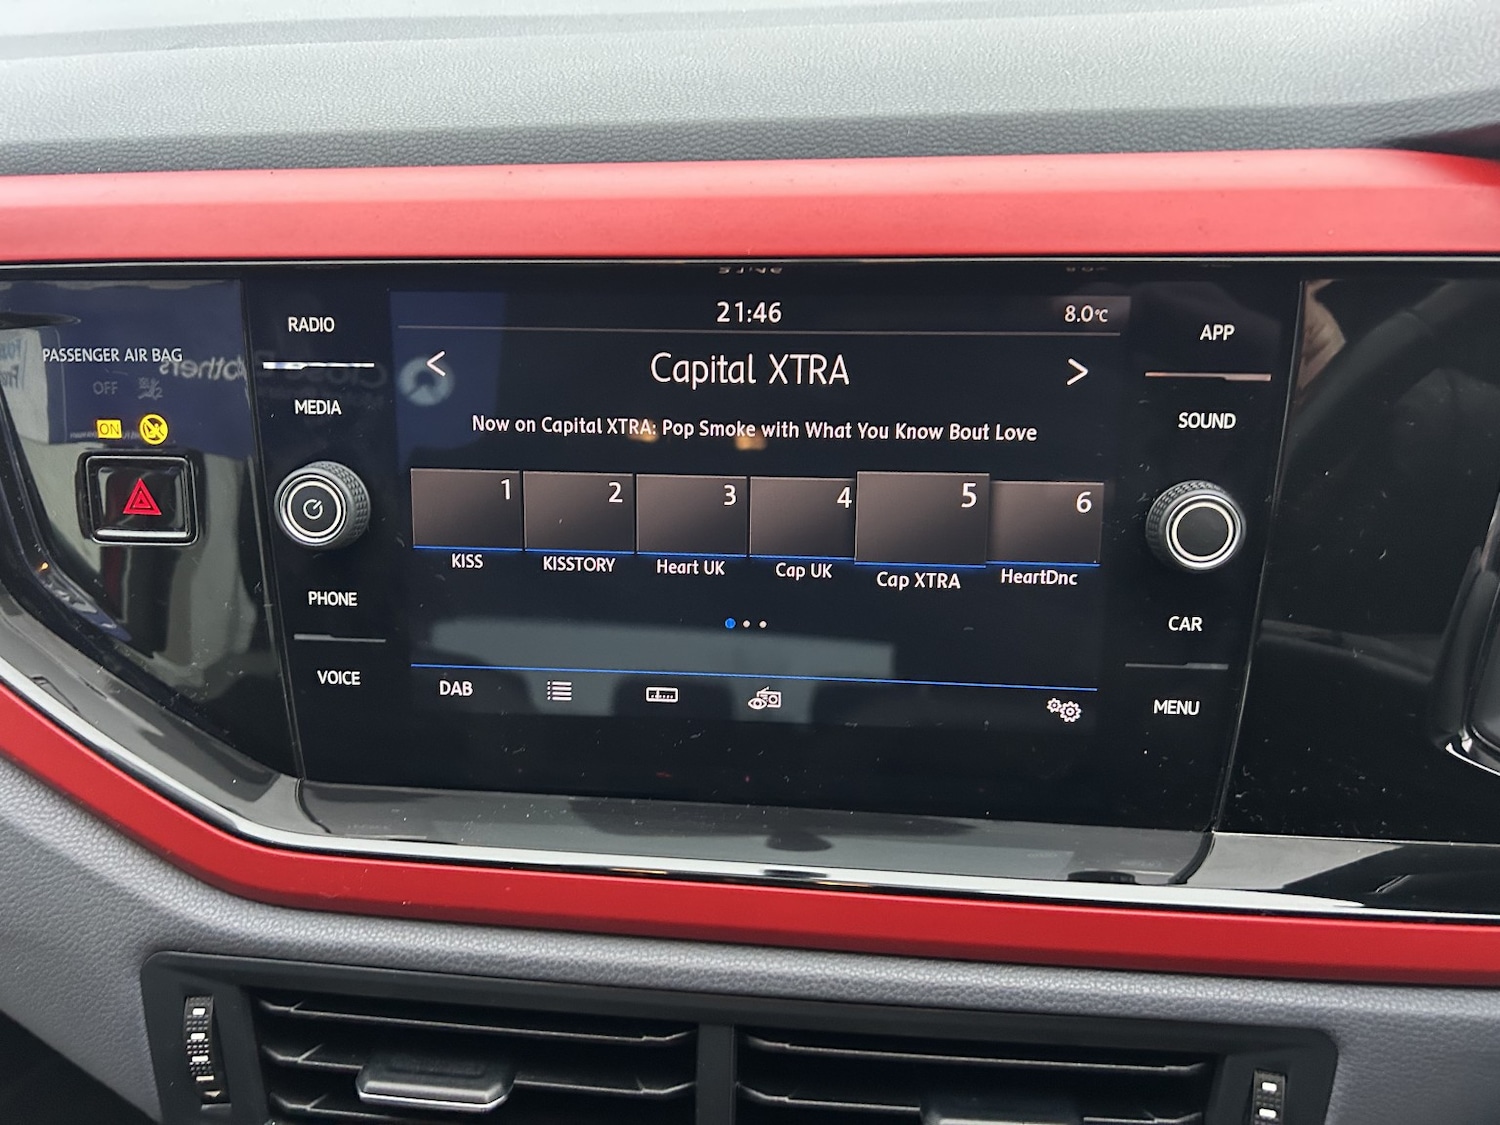 21:46
8.0°C
RADIO
MEDIA
PHONE
VOICE
PASSENGER AIR BAG
OFF
ON
Capital XTRA
Now on Capital XTRA: Pop Smoke with What You Know Bout Love
1
2
3
4
5
6
KISS
KISSTORY
Heart UK
Cap UK
Cap XTRA
HeartDnc
DAB
APP
SOUND
CAR
MENU